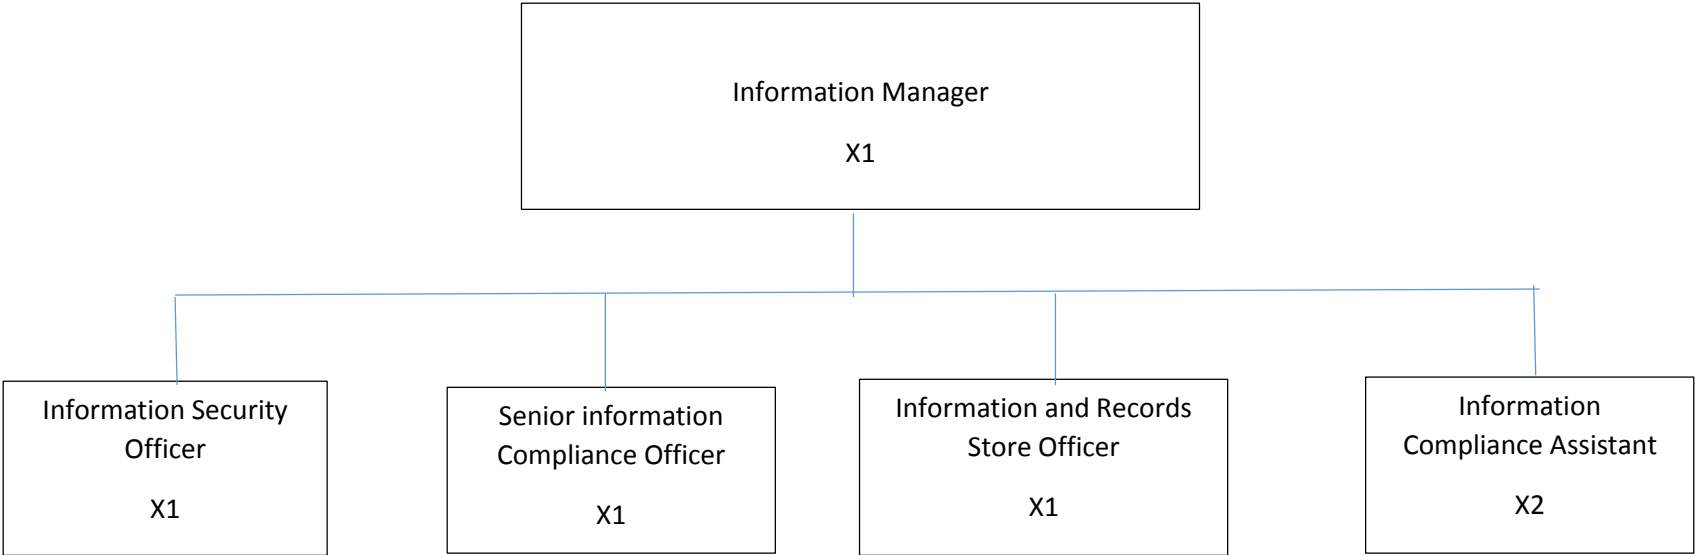 Information Manager
X1
Information Security
Officer
X1
Senior information
Compliance Officer
X1
Information and Records
Store Officer
X1
Information
Compliance Assistant
X2